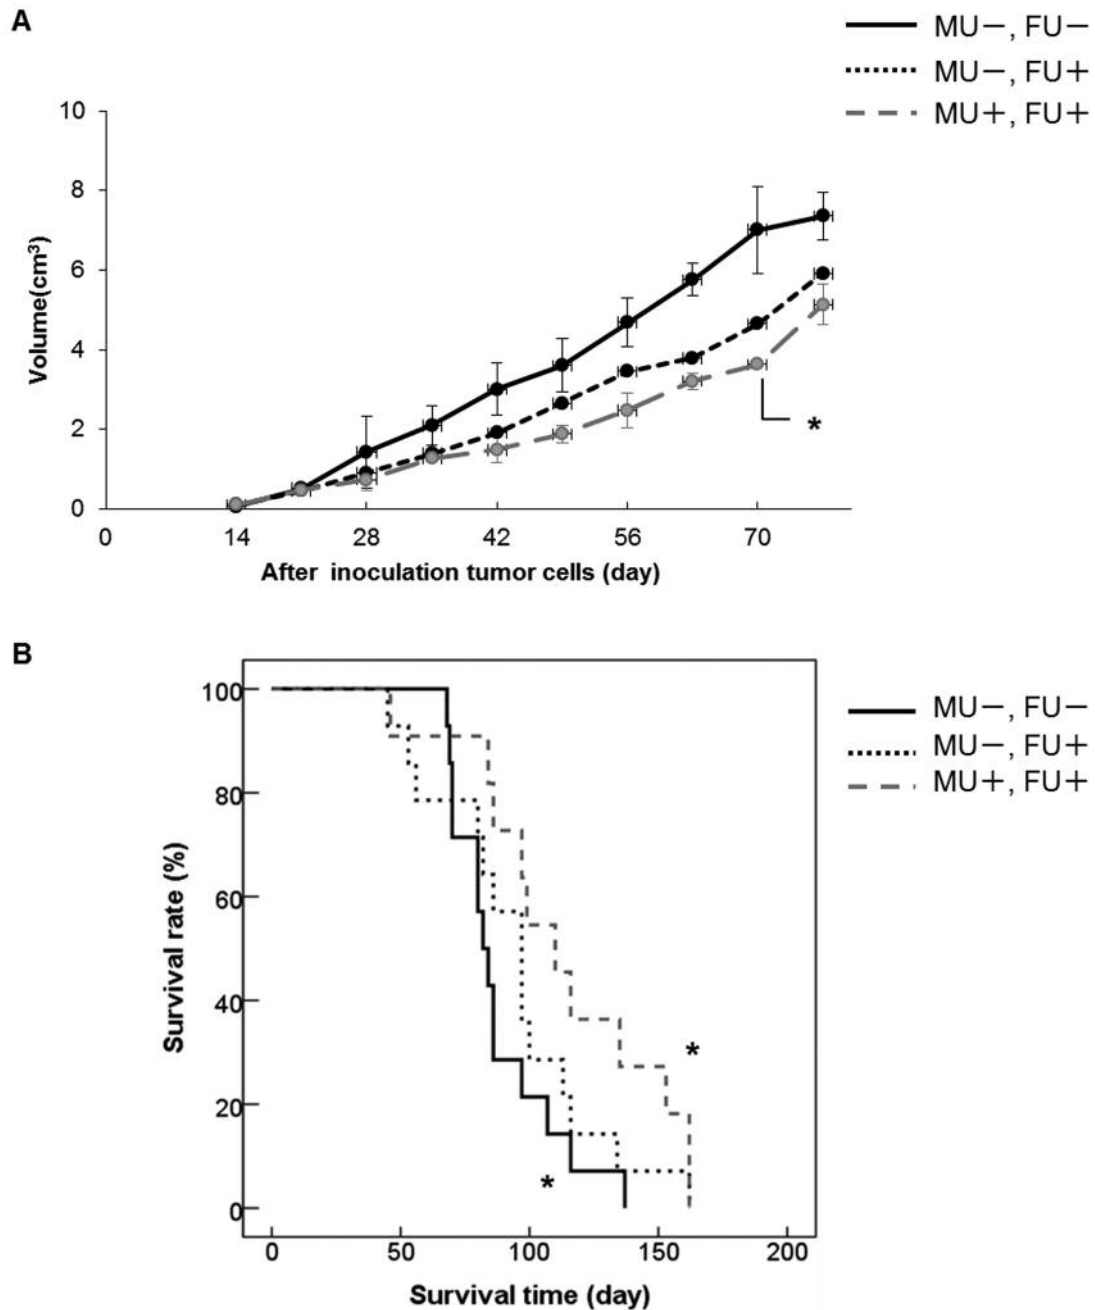 A
MU−, FU−
MU−, FU+
MU+, FU+
10
8
6
4
2
0
Volume(cm³)
0 14 28 42 56 70
*
After inoculation tumor cells (day)
B
MU−, FU−
MU−, FU+
MU+, FU+
100
80
60
40
20
0
Survival rate (%)
*
*
0 50 100 150 200
Survival time (day)